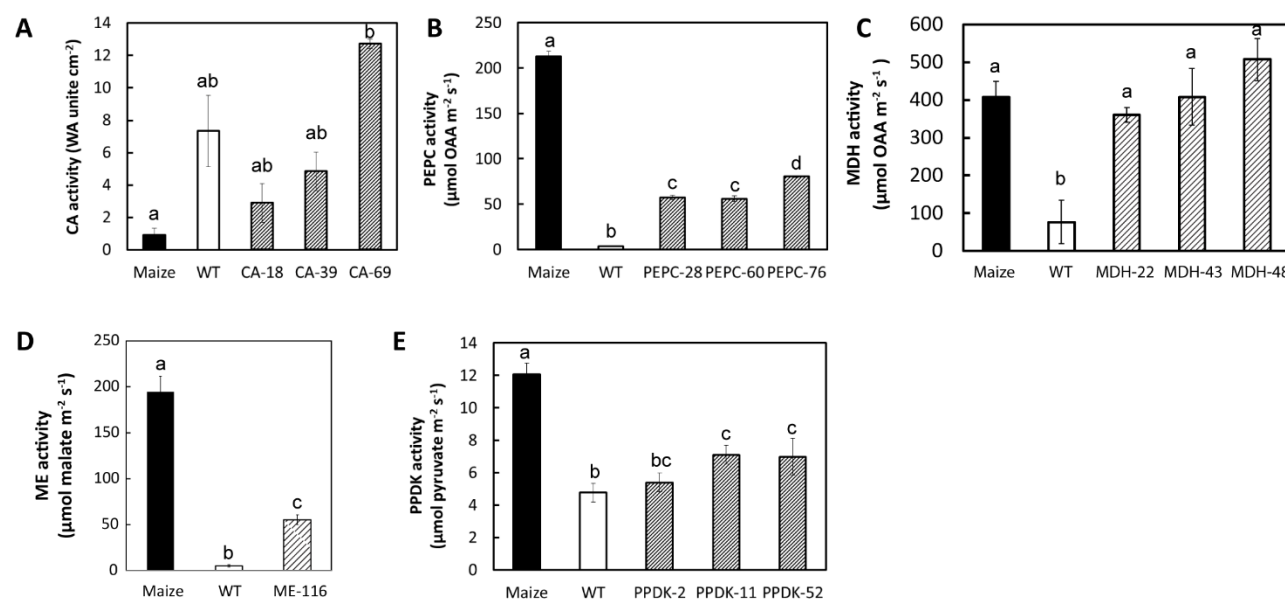 A
CA activity (WA unite cm⁻²)
14
12
10
8
6
4
2
0
a
ab
ab
ab
b
Maize WT CA-18 CA-39 CA-69
B
PEPC activity
(µmol OAA m⁻² s⁻¹)
250
200
150
100
50
0
a
b
c
c
d
Maize WT PEPC-28 PEPC-60 PEPC-76
C
MDH activity
(µmol OAA m⁻² s⁻¹)
600
500
400
300
200
100
0
a
b
a
a
a
Maize WT MDH-22 MDH-43 MDH-48
D
ME activity
(µmol malate m⁻² s⁻¹)
250
200
150
100
50
0
a
b
c
Maize WT ME-116
E
PPDK activity
(µmol pyruvate m⁻² s⁻¹)
14
12
10
8
6
4
2
0
a
b
bc
c
c
Maize WT PPDK-2 PPDK-11 PPDK-52